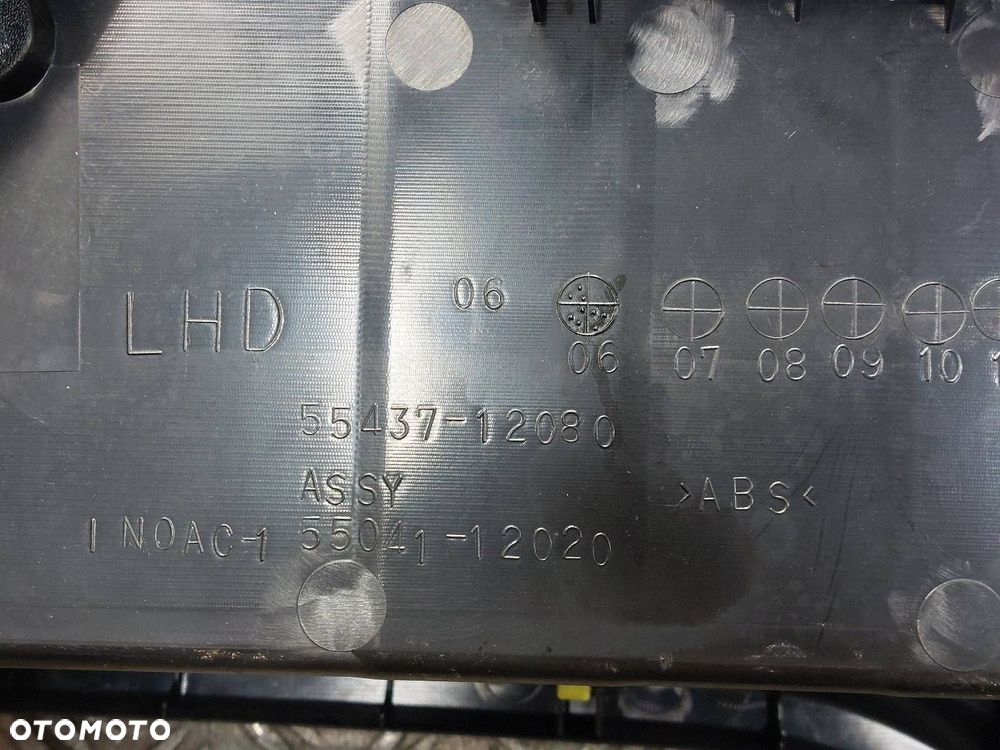 LHD
06
06 07 08 09 10
55437-12080
ASSY
>ABS<
INOAC-1 55041-12020
OTOMOTO